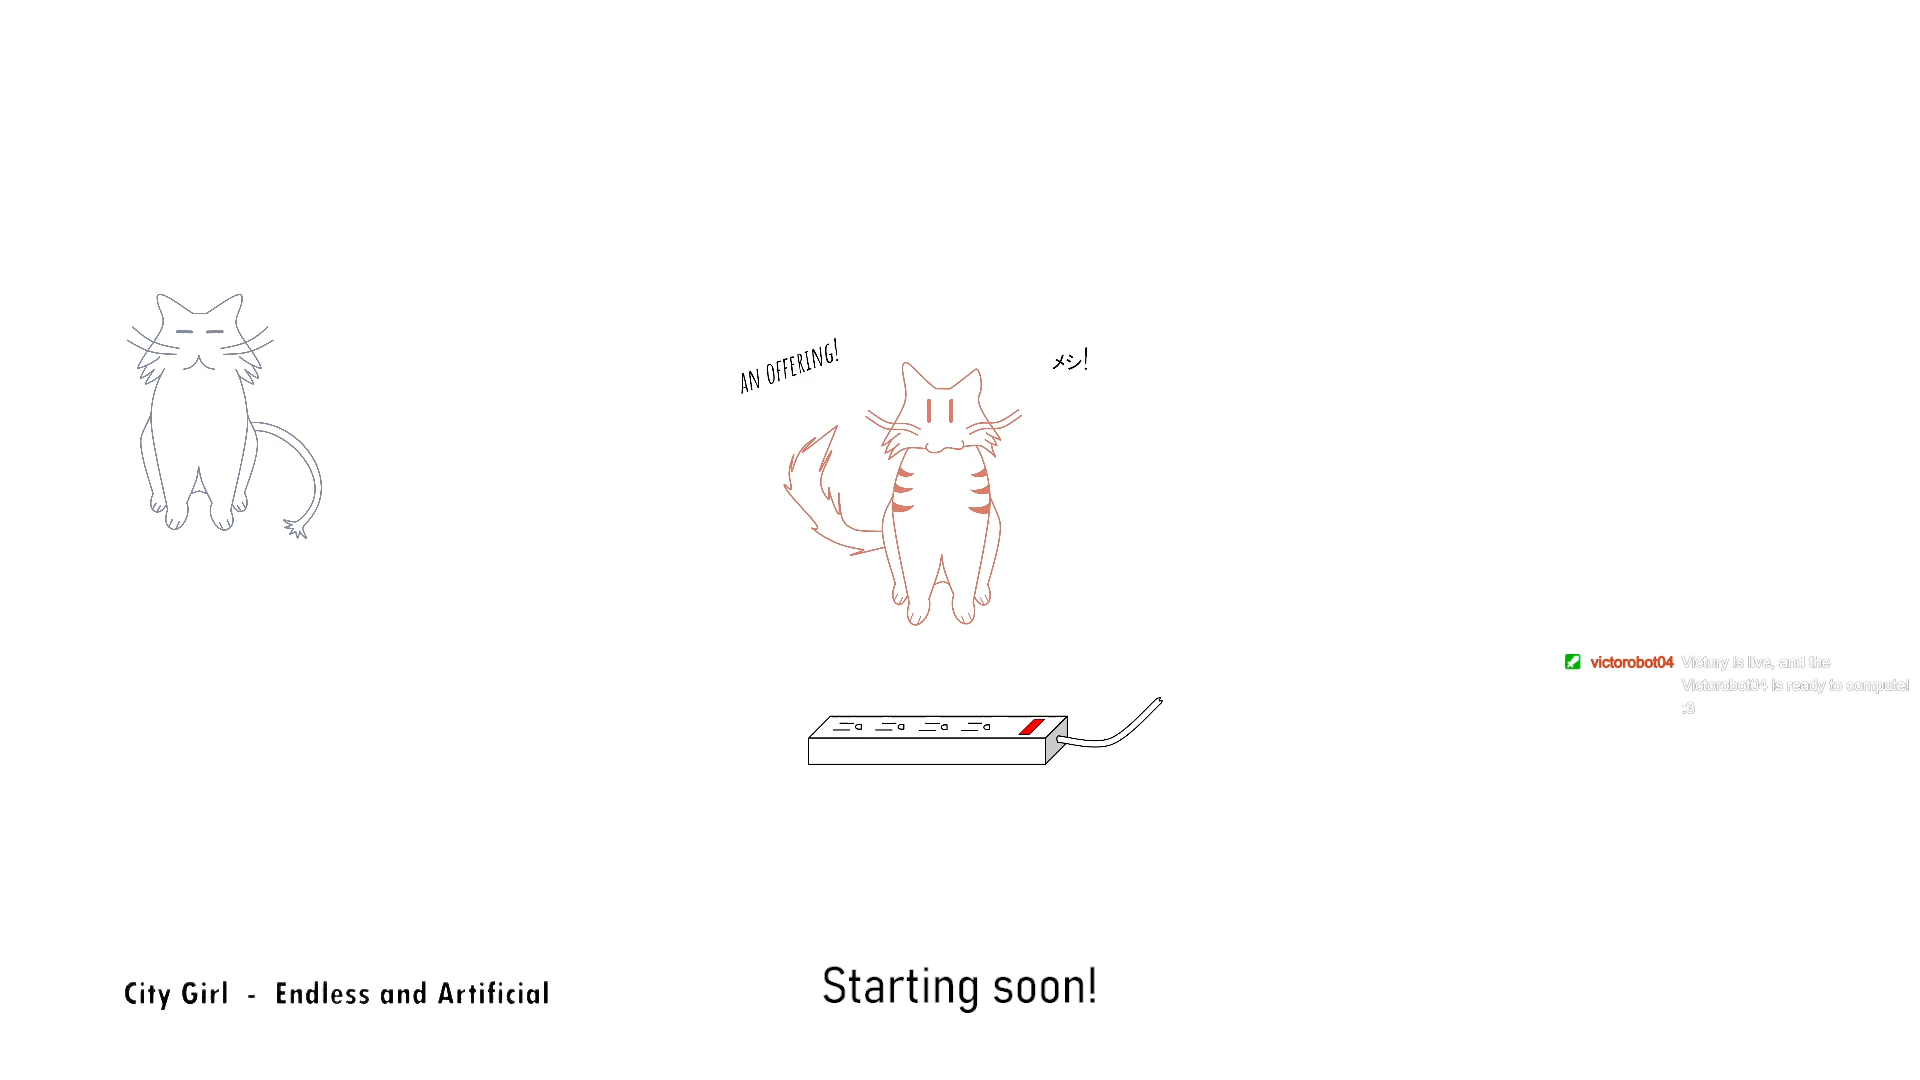 AN OFFERING!
メシ!
victorobot04 Victory is live, and the
Victorobot04 is ready to compute!
:3
City Girl - Endless and Artificial
Starting soon!